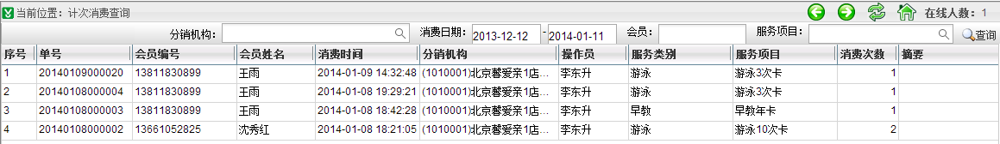 当前位置：计次消费查询 在线人数：1
分销机构： 消费日期：2013-12-12 - 2014-01-11 会员： 服务项目： 查询
序号 单号 会员编号 会员姓名 消费时间 分销机构 操作员 服务类别 服务项目 消费次数 摘要
1 20140109000020 13811830899 王雨 2014-01-09 14:32:48 (1010001)北京馨爱亲1店... 李东升 游泳 游泳3次卡 1
2 20140108000004 13811830899 王雨 2014-01-08 19:29:21 (1010001)北京馨爱亲1店... 李东升 游泳 游泳3次卡 1
3 20140108000003 13811830899 王雨 2014-01-08 18:42:28 (1010001)北京馨爱亲1店... 李东升 早教 早教年卡 1
4 20140108000002 13661052825 沈秀红 2014-01-08 18:21:05 (1010001)北京馨爱亲1店... 李东升 游泳 游泳10次卡 2